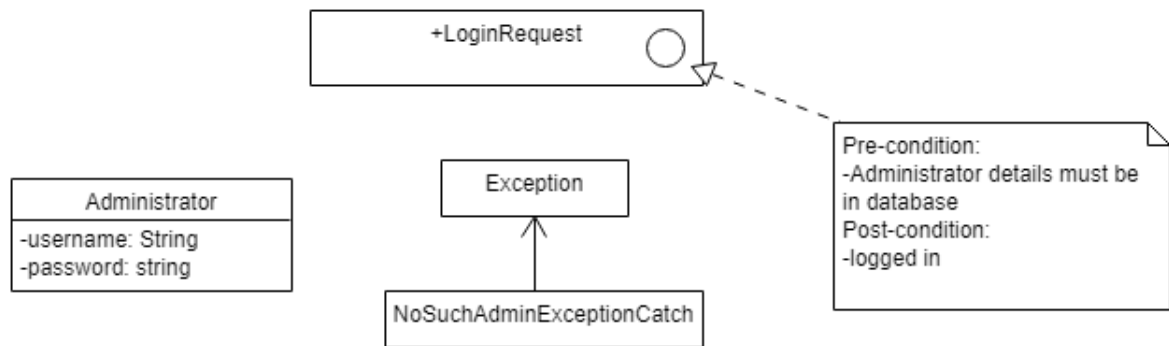 +LoginRequest
Pre-condition:
-Administrator details must be
in database
Post-condition:
-logged in
Exception
Administrator
-username: String
-password: string
NoSuchAdminExceptionCatch